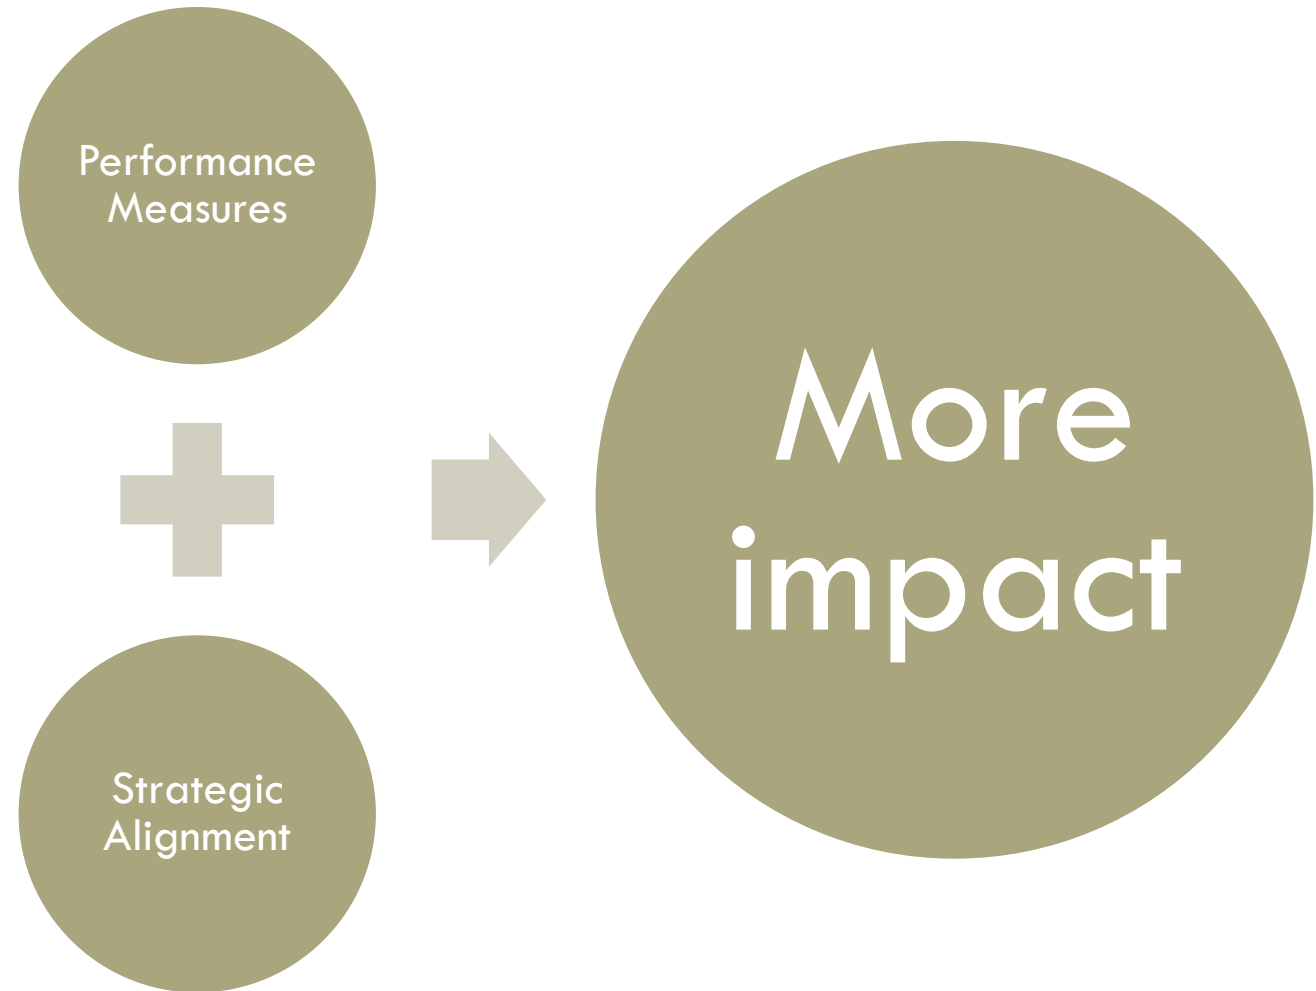 Performance
Measures
Strategic
Alignment
More
impact